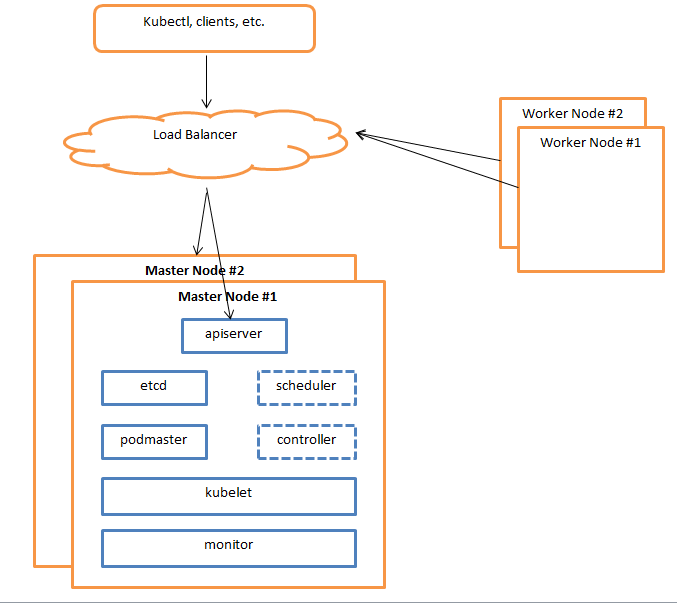 Kubectl, clients, etc.
Load Balancer
Worker Node #2
Worker Node #1
Master Node #2
Master Node #1
apiserver
etcd
scheduler
podmaster
controller
kubelet
monitor